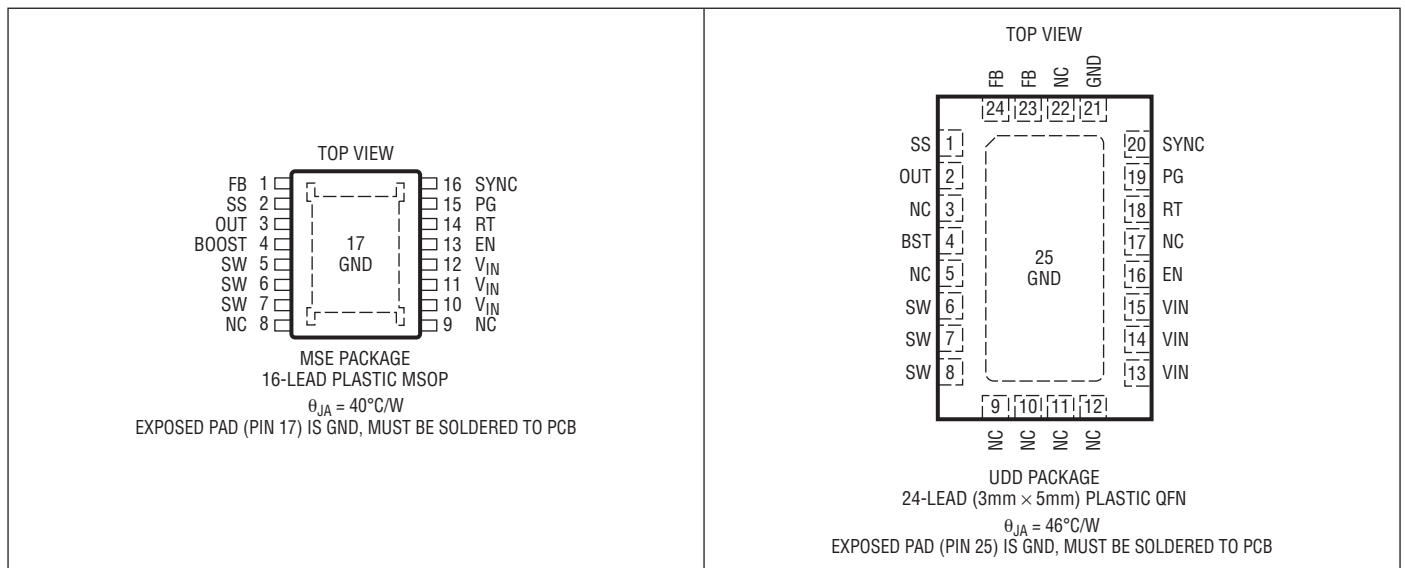 TOP VIEW
FB 1
SS 2
OUT 3
BOOST 4
SW 5
SW 6
SW 7
NC 8
17
GND
16 SYNC
15 PG
14 RT
13 EN
12 VIN
11 VIN
10 VIN
9 NC
MSE PACKAGE
16-LEAD PLASTIC MSOP
θJA = 40°C/W
EXPOSED PAD (PIN 17) IS GND, MUST BE SOLDERED TO PCB
TOP VIEW
FB FB NC GND
24 23 22 21
SS 1
OUT 2
NC 3
BST 4
NC 5
SW 6
SW 7
SW 8
25
GND
20 SYNC
19 PG
18 RT
17 NC
16 EN
15 VIN
14 VIN
13 VIN
9 10 11 12
NC NC NC NC
UDD PACKAGE
24-LEAD (3mm × 5mm) PLASTIC QFN
θJA = 46°C/W
EXPOSED PAD (PIN 25) IS GND, MUST BE SOLDERED TO PCB